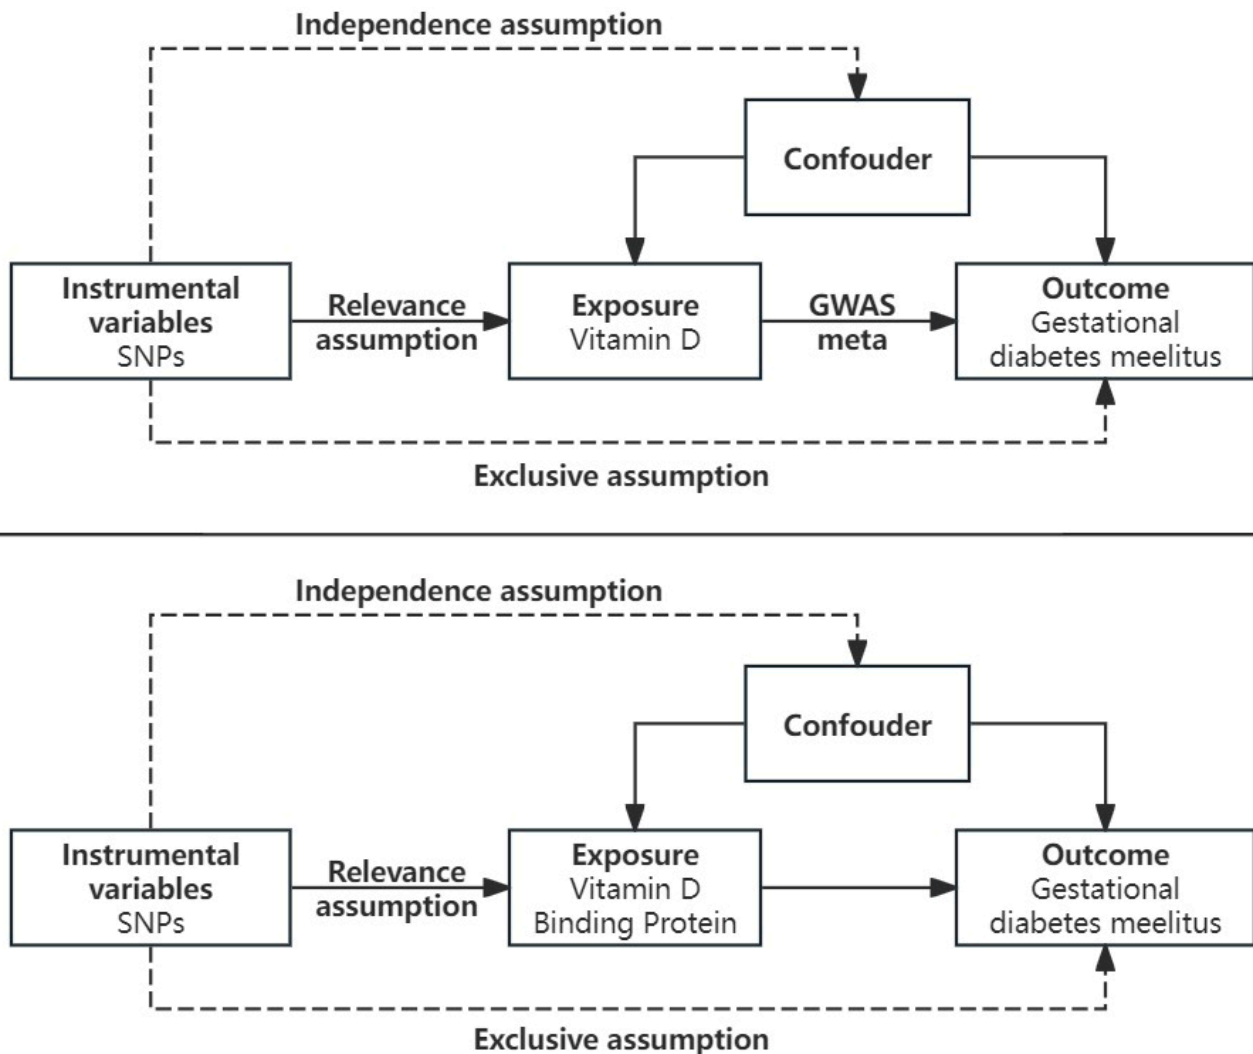 Independence assumption
Confouder
Instrumental
variables
SNPs
Relevance
assumption
Exposure
Vitamin D
GWAS
meta
Outcome
Gestational
diabetes meelitus
Exclusive assumption
Independence assumption
Confouder
Instrumental
variables
SNPs
Relevance
assumption
Exposure
Vitamin D
Binding Protein
Outcome
Gestational
diabetes meelitus
Exclusive assumption